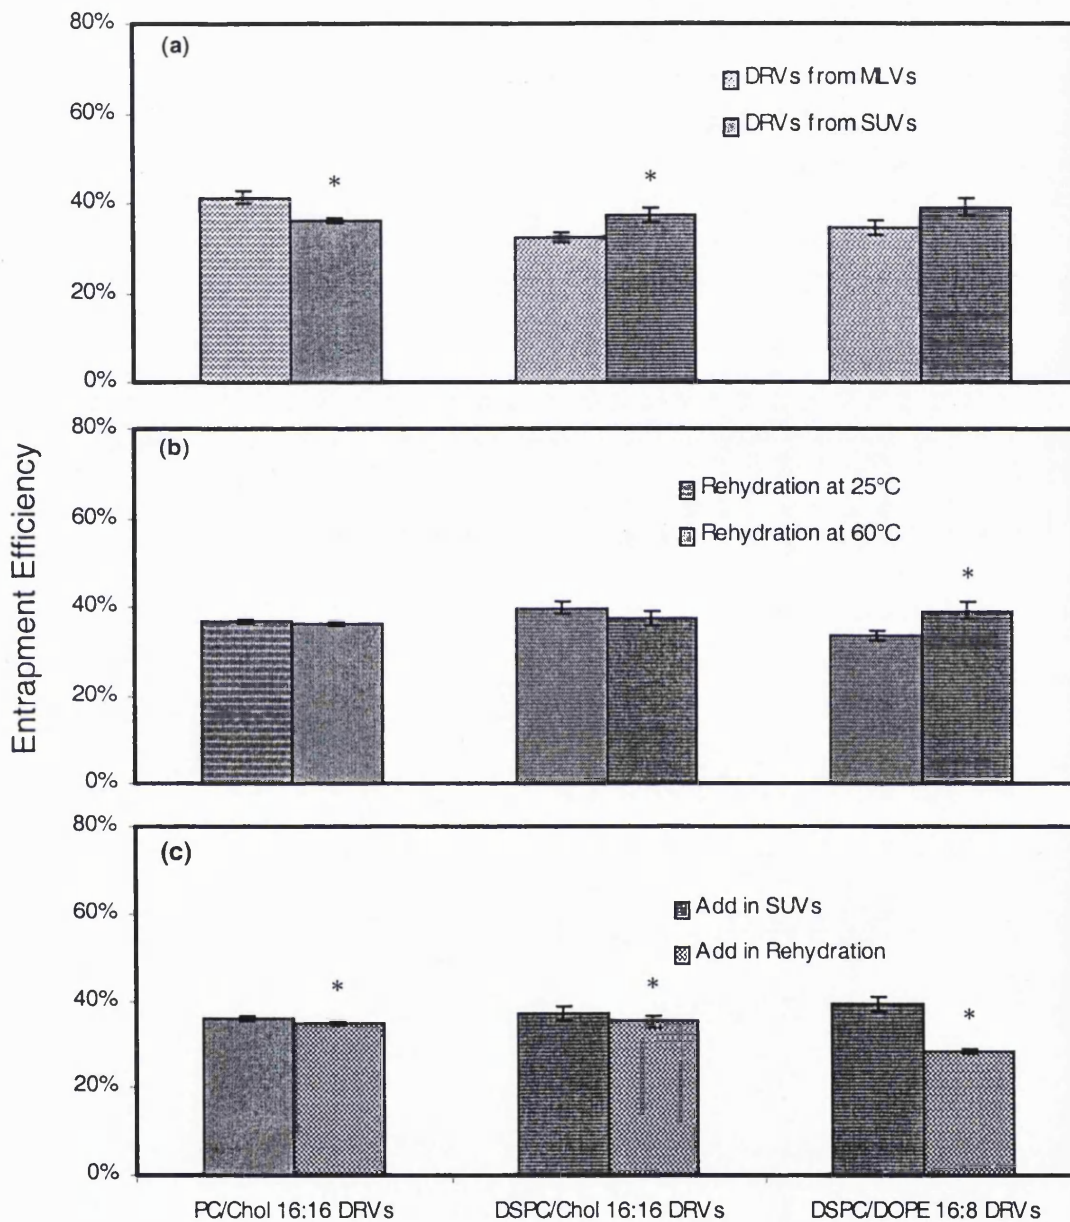 Entrapment Efficiency
80%
(a)
DRVs from MLVs
60%
DRVs from SUVs
* *
40%
20%
0%
80%
(b)
Rehydration at 25°C
60%
Rehydration at 60°C
*
40%
20%
0%
80%
(c)
Add in SUVs
60%
Add in Rehydration
* * *
40%
20%
0%
PC/Chol 16:16 DRVs DSPC/Chol 16:16 DRVs DSPC/DOPE 16:8 DRVs